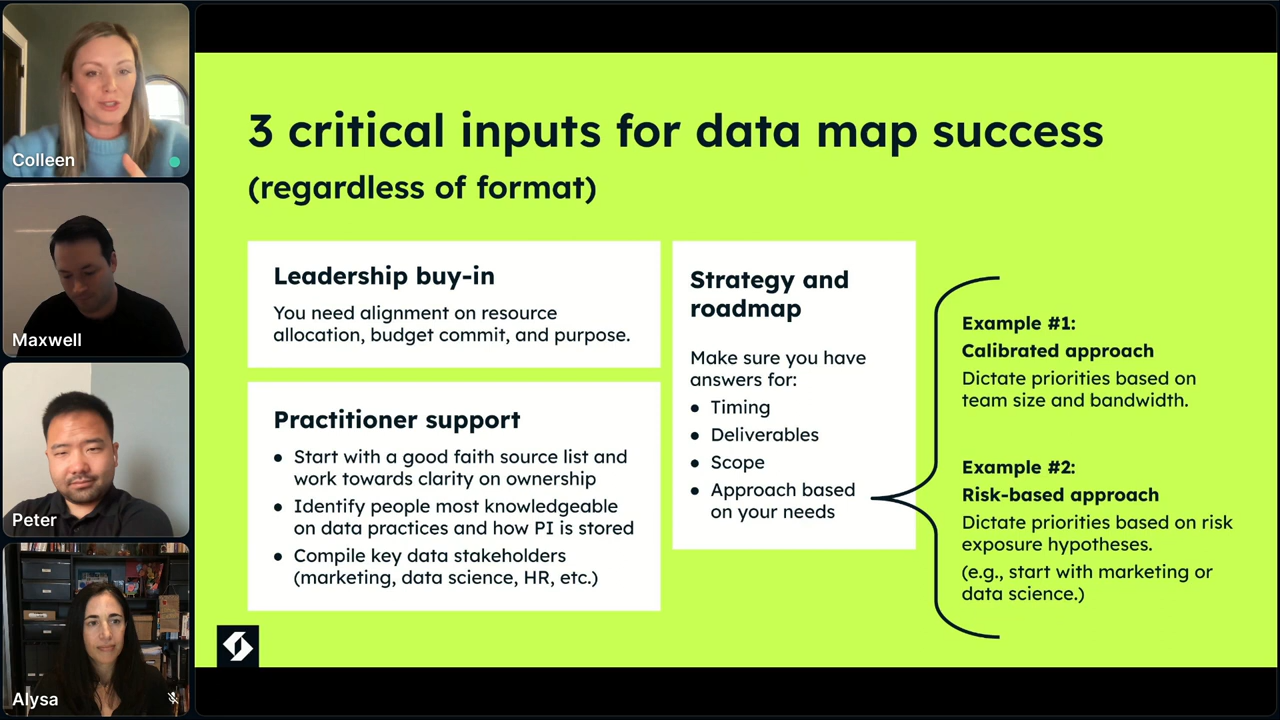 Colleen
Maxwell
Peter
Alysa
3 critical inputs for data map success
(regardless of format)
Leadership buy-in
You need alignment on resource
allocation, budget commit, and purpose.
Practitioner support
• Start with a good faith source list and
work towards clarity on ownership
• Identify people most knowledgeable
on data practices and how PI is stored
• Compile key data stakeholders
(marketing, data science, HR, etc.)
Strategy and
roadmap
Make sure you have
answers for:
• Timing
• Deliverables
• Scope
• Approach based
on your needs
Example #1:
Calibrated approach
Dictate priorities based on
team size and bandwidth.
Example #2:
Risk-based approach
Dictate priorities based on risk
exposure hypotheses.
(e.g., start with marketing or
data science.)